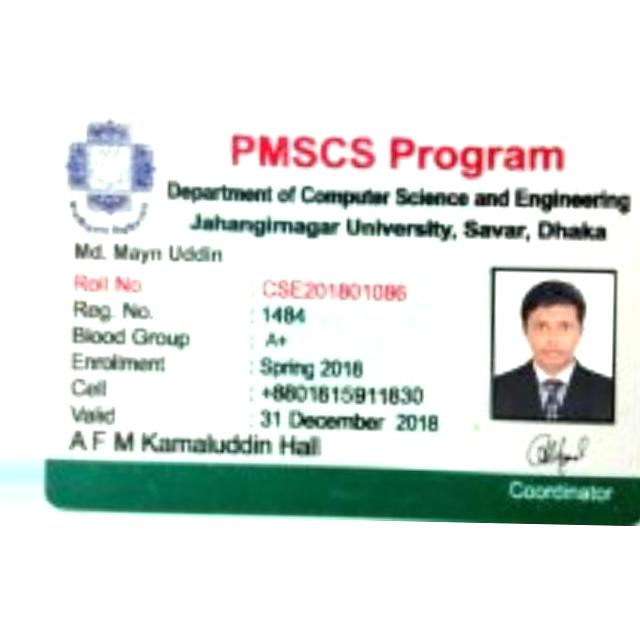 PMSCS Program
Department of Computer Science and Engineering
Jahangirnagar University, Savar, Dhaka
Md. Mayn Uddin
Roll No : CSE201801086
Reg. No. : 1484
Blood Group : A+
Enrollment : Spring 2018
Cell : +8801615911830
Valid : 31 December 2018
A F M Kamaluddin Hall
Coordinator